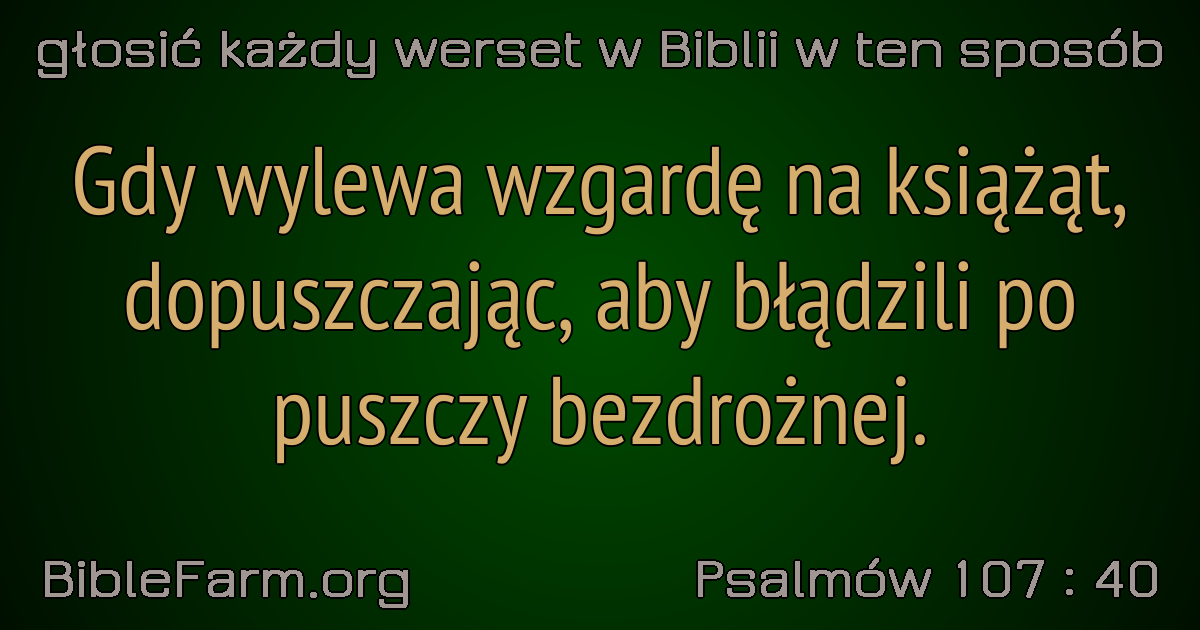 głosić każdy werset w Biblii w ten sposób
Gdy wylewa wzgardę na książąt,
dopuszczając, aby błądzili po
puszczy bezdrożnej.
BibleFarm.org
Psalmów 107 : 40